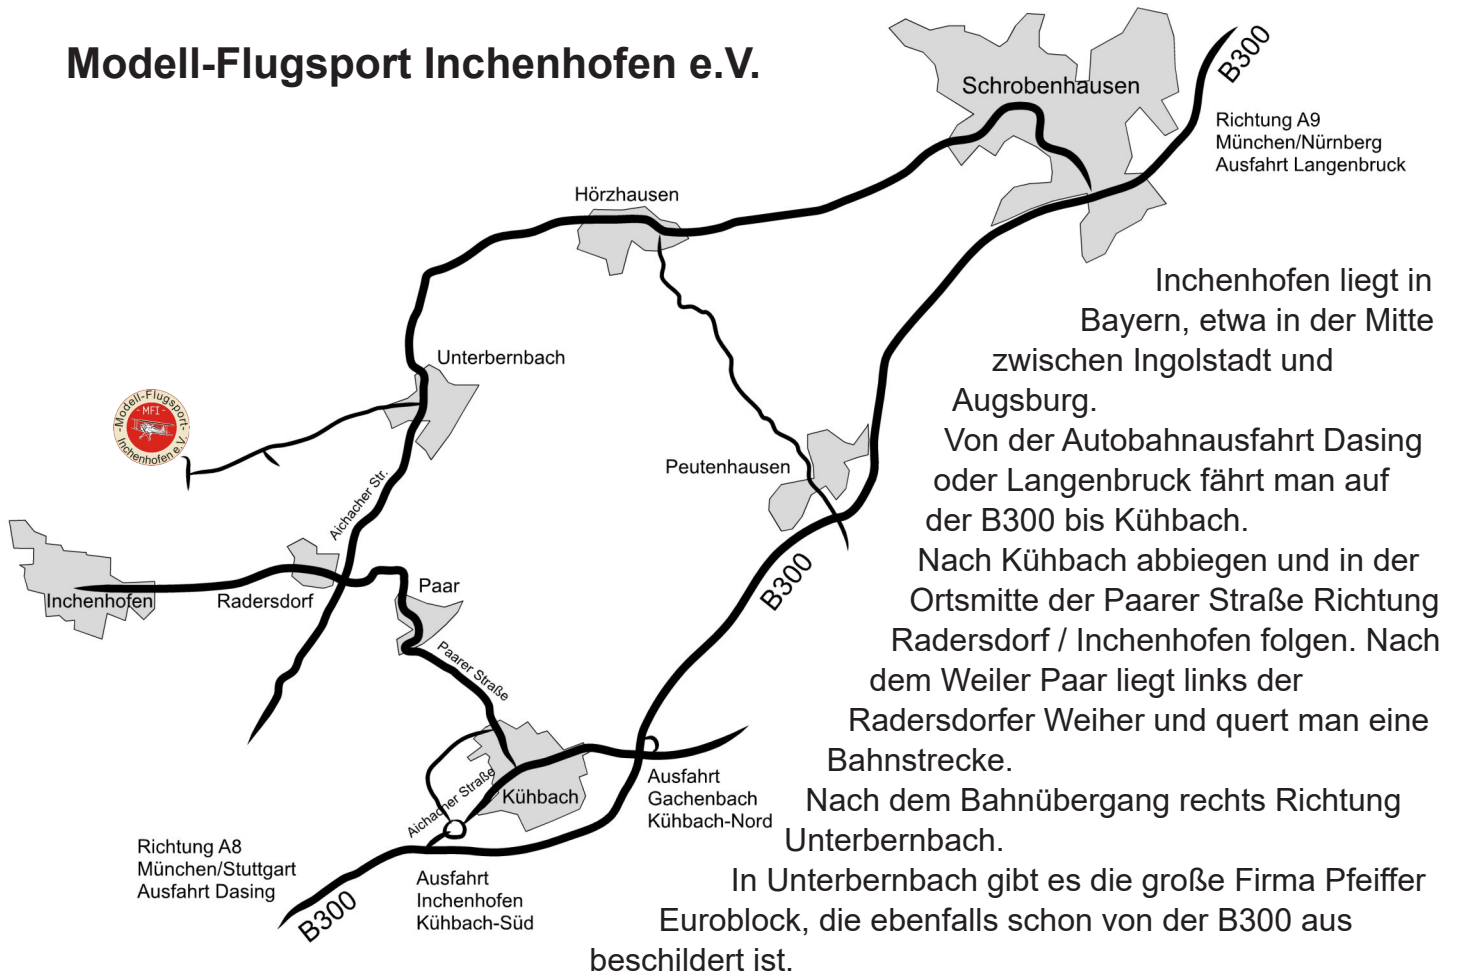 Modell-Flugsport Inchenhofen e.V.
B300
Schrobenhausen
Richtung A9
München/Nürnberg
Ausfahrt Langenbruck
Hörzhausen
Inchenhofen liegt in
Bayern, etwa in der Mitte
zwischen Ingolstadt und
Augsburg.
Von der Autobahnausfahrt Dasing
oder Langenbruck fährt man auf
der B300 bis Kühbach.
Nach Kühbach abbiegen und in der
Ortsmitte der Paarer Straße Richtung
Radersdorf / Inchenhofen folgen. Nach
dem Weiler Paar liegt links der
Radersdorfer Weiher und quert man eine
Bahnstrecke.
Nach dem Bahnübergang rechts Richtung
Unterbernbach.
In Unterbernbach gibt es die große Firma Pfeiffer
Euroblock, die ebenfalls schon von der B300 aus
beschildert ist.
Unterbernbach
-Modell-Flugsport-
- MFI -
Inchenhofen e.V.
Peutenhausen
Aichacher Str.
B300
Inchenhofen
Radersdorf
Paar
Paarer Straße
Aichacher Straße
Kühbach
Ausfahrt
Gachenbach
Kühbach-Nord
Richtung A8
München/Stuttgart
Ausfahrt Dasing
B300
Ausfahrt
Inchenhofen
Kühbach-Süd